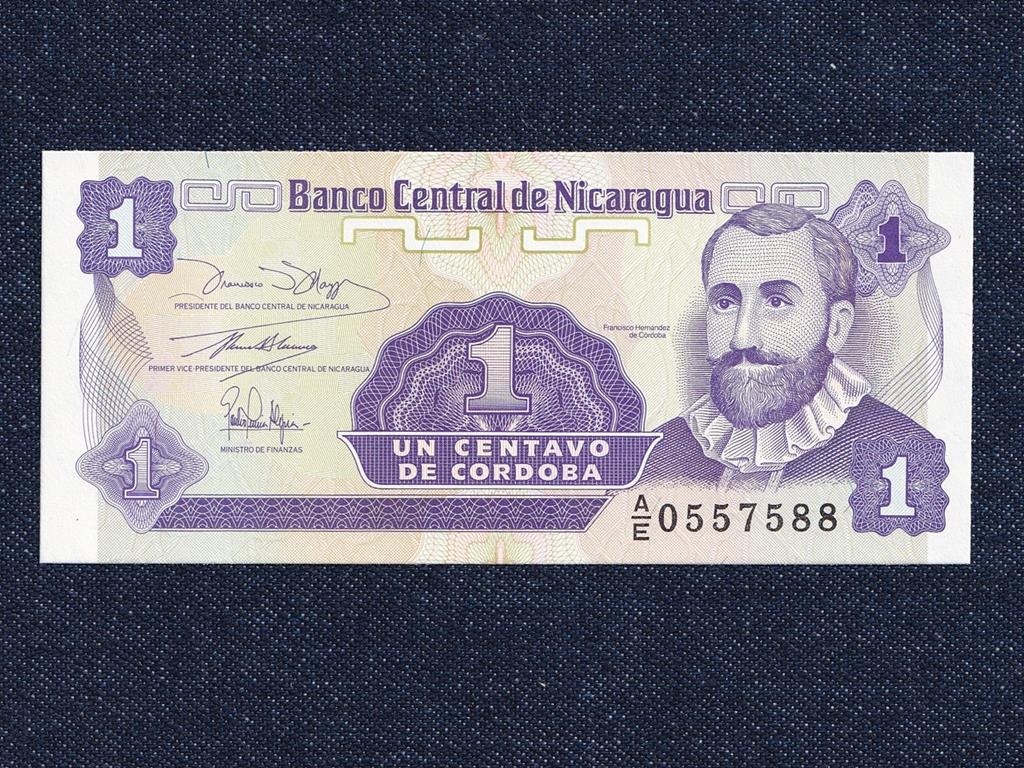 1
Banco Central de Nicaragua
1
PRESIDENTE DEL BANCO CENTRAL DE NICARAGUA
Francisco Hernández
de Córdoba
PRIMER VICE-PRESIDENTE DEL BANCO CENTRAL DE NICARAGUA
MINISTRO DE FINANZAS
1
UN CENTAVO
DE CORDOBA
1
1
A/E 0557588